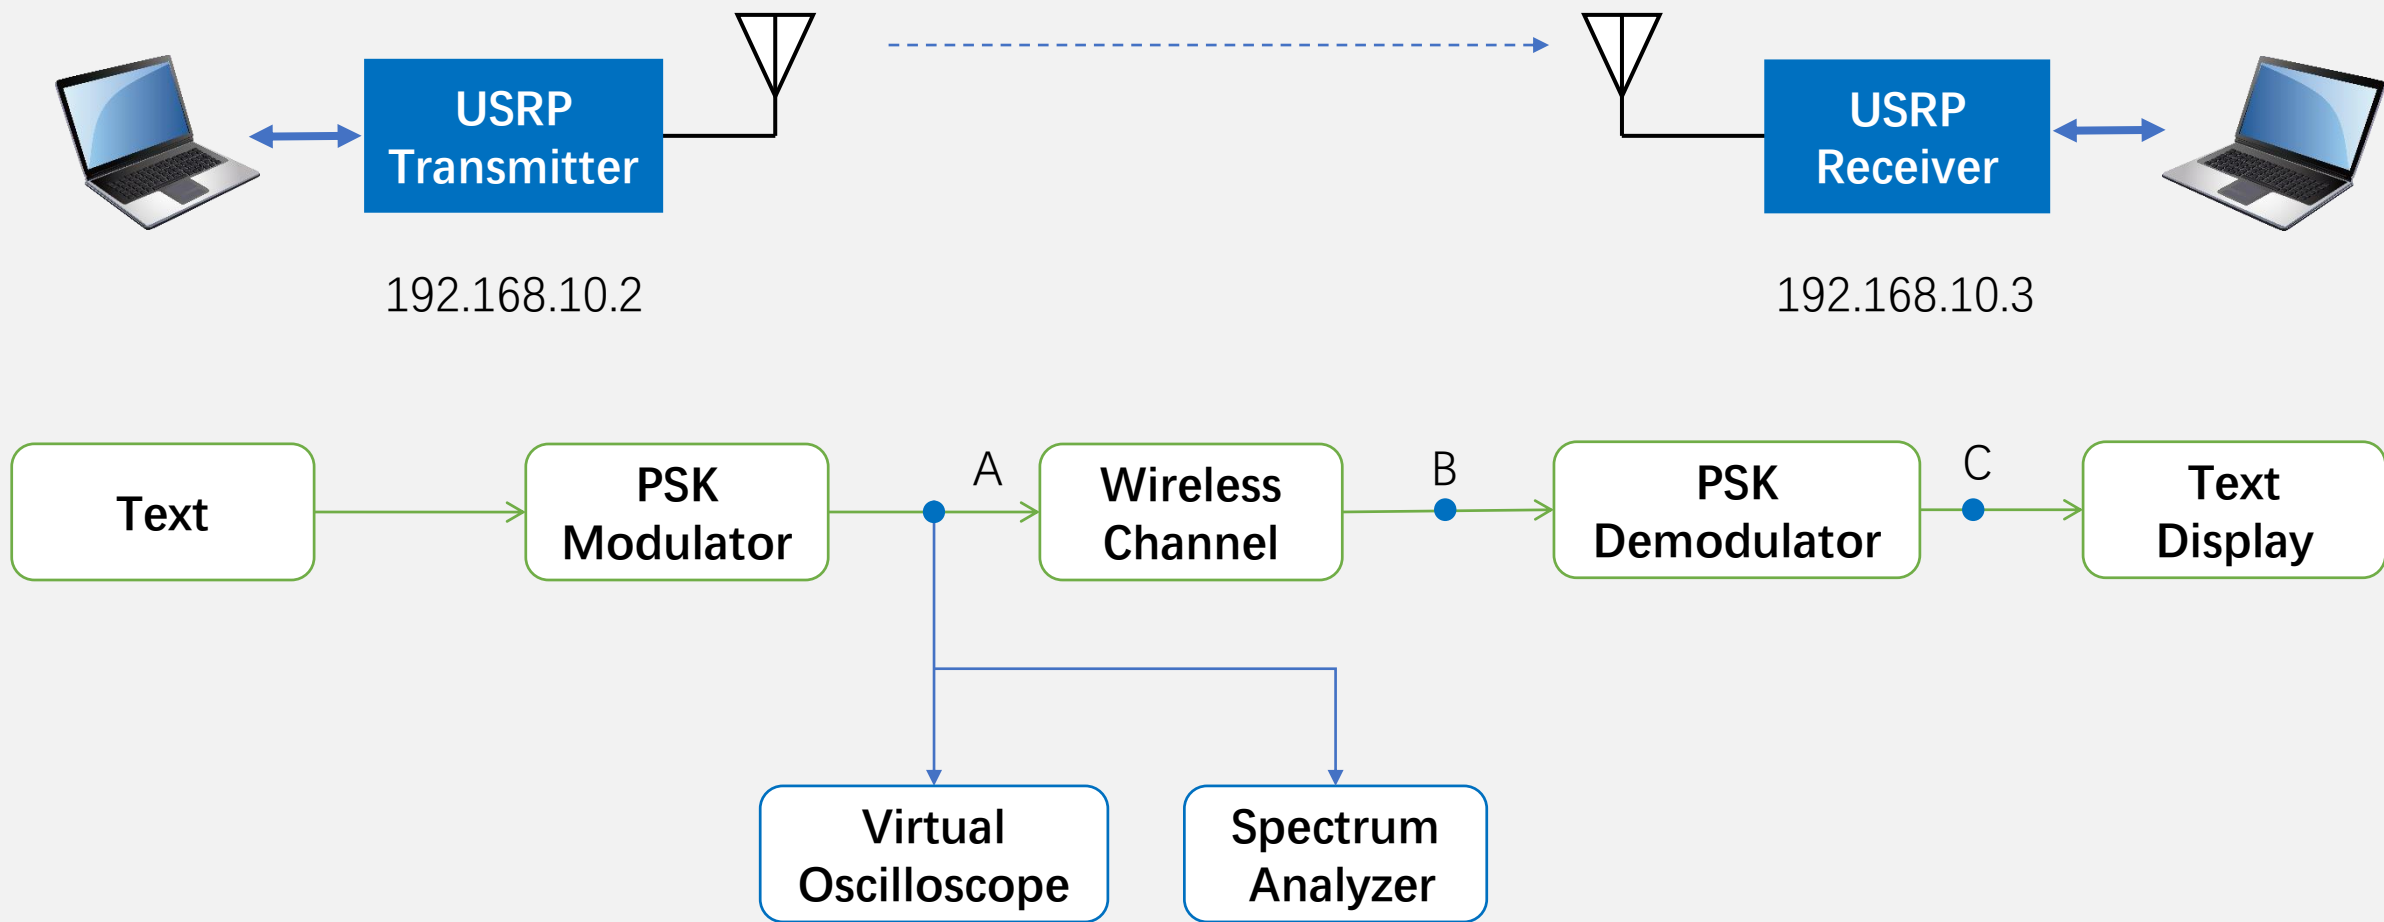 USRP
Transmitter
USRP
Receiver
192.168.10.2
192.168.10.3
Text
PSK
Modulator
A
Wireless
Channel
B
PSK
Demodulator
C
Text
Display
Virtual
Oscilloscope
Spectrum
Analyzer